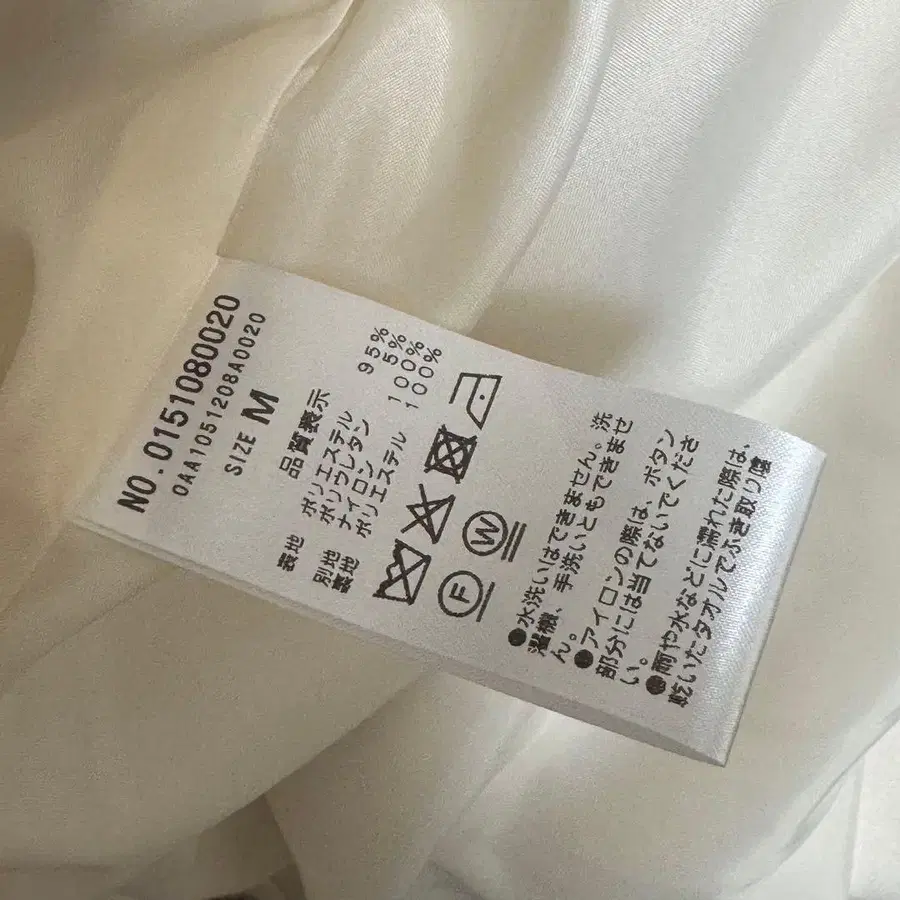 NO.0151080020
OAA1051208A0020
SIZE M
品質表示
表地 ポリエステル 95%
ポリウレタン 5%
別地 ナイロン 100%
裏地 ポリエステル 100%
F W
●水洗いはできません。洗
濯機、手洗いともできませ
ん。
●アイロンの際は、ボタン
部分には当てないでくださ
い。
●雨や水などに濡れた際は、
乾いたタオルでふき取り陰